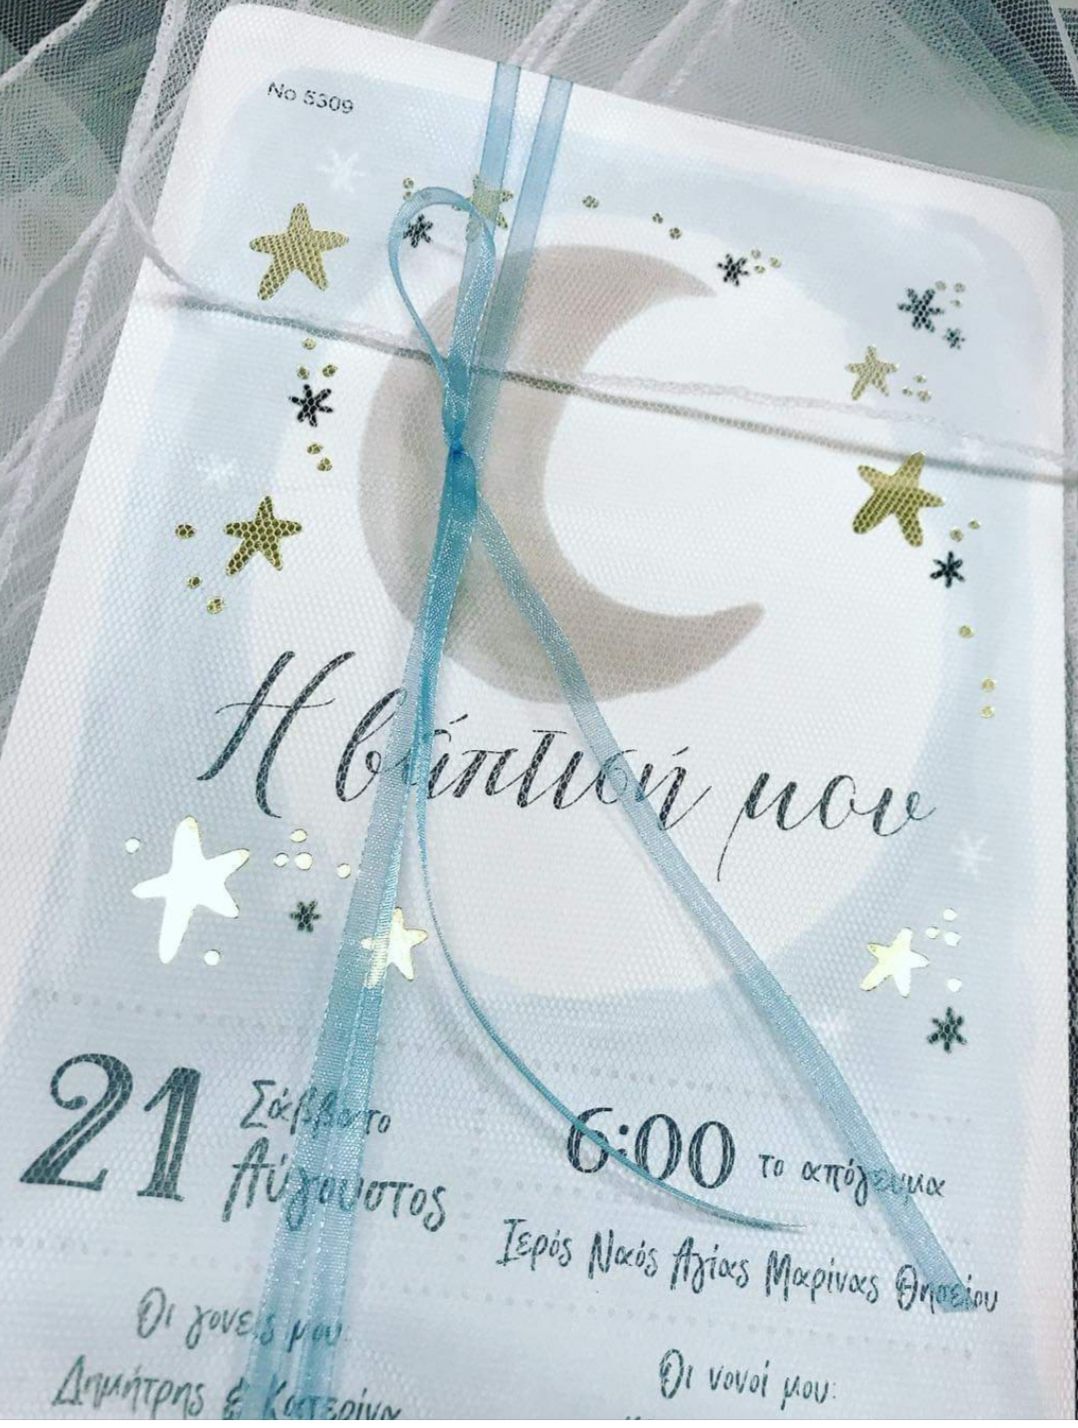 No 5309
Η βάπτισή μου
21
Σάββατο
Αύγουστος
6:00 το απόγευμα
Ιερός Ναός Αγίας Μαρίνας Θησείου
Οι γονείς μου:
Δημήτρης & Κατερίνα
Οι νονοί μου: